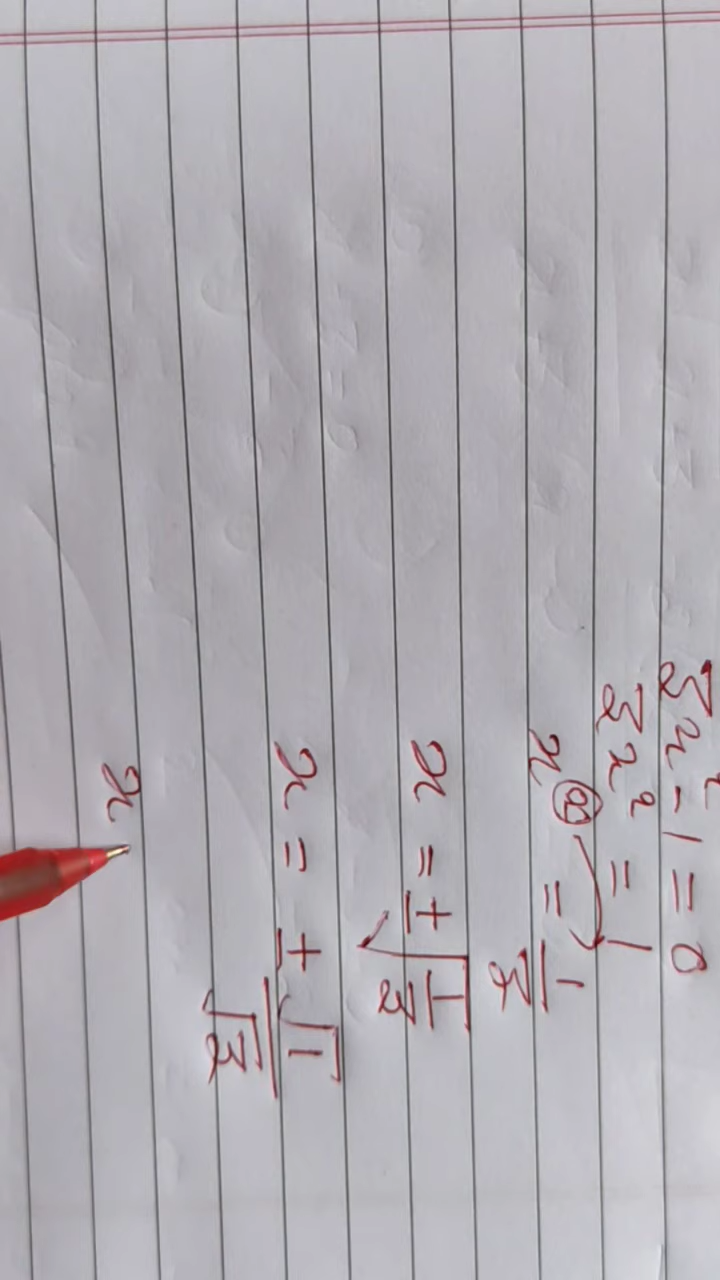 3x² - 1 = 0
3x² = 1
x² = 1/3
x = ±√(1/3)
x = ± √1/√3
x